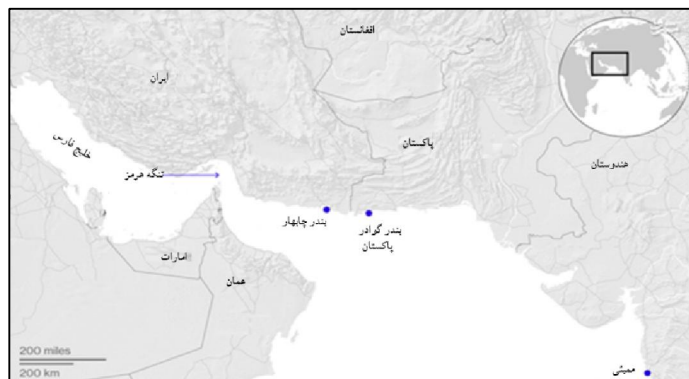 افغانستان
ایران
پاکستان
هندوستان
خلیج فارس
تنگه هرمز
بندر چابهار
بندر گوادر
پاکستان
امارات
عمان
200 miles
200 km
ممبئی